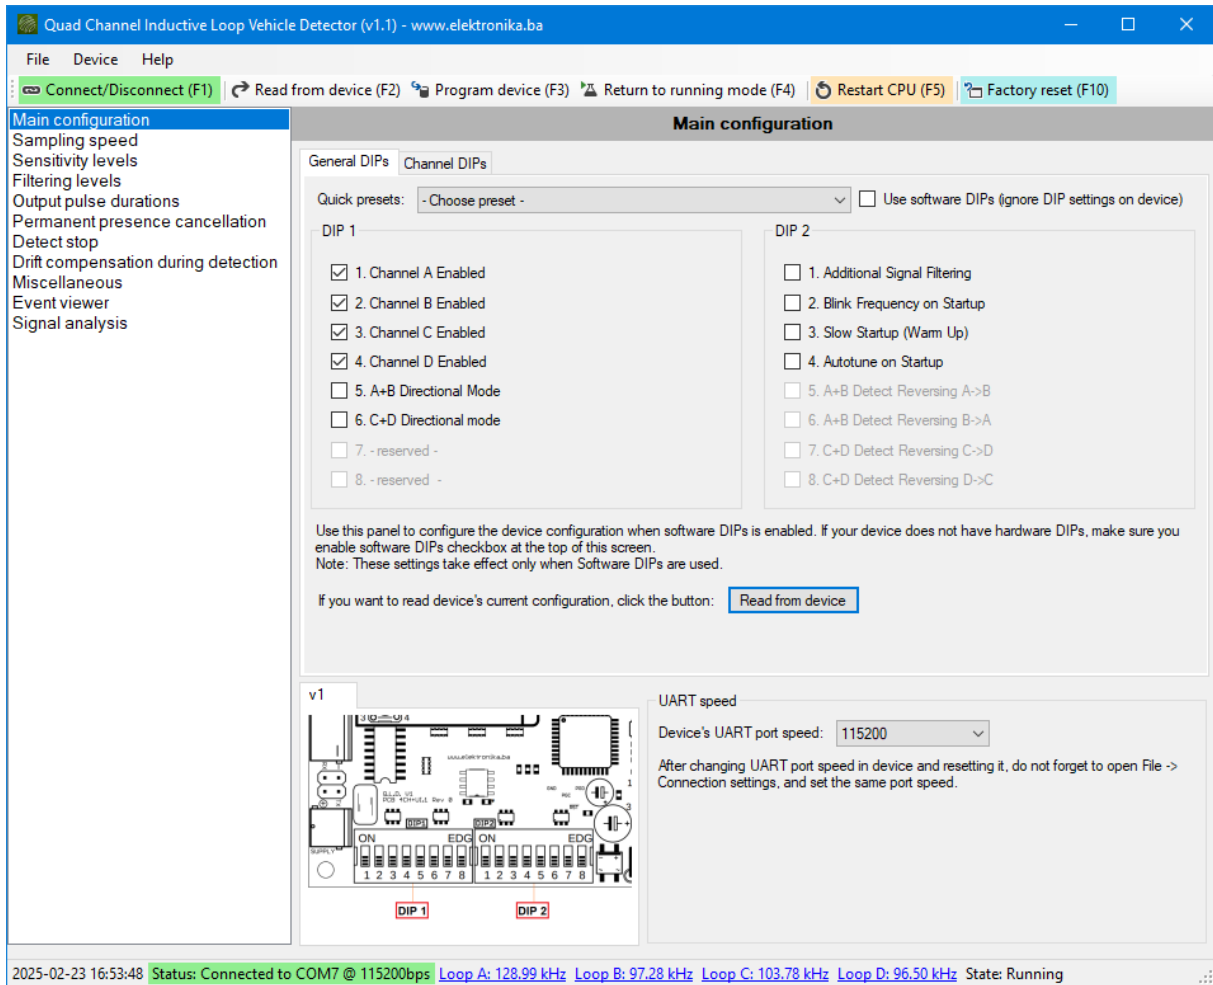 Quad Channel Inductive Loop Vehicle Detector (v1.1) - www.elektronika.ba
File Device Help
Connect/Disconnect (F1) Read from device (F2) Program device (F3) Return to running mode (F4) Restart CPU (F5) Factory reset (F10)
Main configuration
Sampling speed
Sensitivity levels
Filtering levels
Output pulse durations
Permanent presence cancellation
Detect stop
Drift compensation during detection
Miscellaneous
Event viewer
Signal analysis
Main configuration
General DIPs Channel DIPs
Quick presets: - Choose preset - Use software DIPs (ignore DIP settings on device)
DIP 1
1. Channel A Enabled
2. Channel B Enabled
3. Channel C Enabled
4. Channel D Enabled
5. A+B Directional Mode
6. C+D Directional mode
7. - reserved -
8. - reserved -
DIP 2
1. Additional Signal Filtering
2. Blink Frequency on Startup
3. Slow Startup (Warm Up)
4. Autotune on Startup
5. A+B Detect Reversing A->B
6. A+B Detect Reversing B->A
7. C+D Detect Reversing C->D
8. C+D Detect Reversing D->C
Use this panel to configure the device configuration when software DIPs is enabled. If your device does not have hardware DIPs, make sure you
enable software DIPs checkbox at the top of this screen.
Note: These settings take effect only when Software DIPs are used.
If you want to read device's current configuration, click the button: Read from device
v1
www.elektronika.ba
PCB 4CH+V1.1 Rev 0
DIP1 DIP2
SUPPLY
ON EDG ON EDG
1 2 3 4 5 6 7 8 1 2 3 4 5 6 7 8
DIP 1 DIP 2
UART speed
Device's UART port speed: 115200
After changing UART port speed in device and resetting it, do not forget to open File ->
Connection settings, and set the same port speed.
2025-02-23 16:53:48 Status: Connected to COM7 @ 115200bps Loop A: 128.99 kHz Loop B: 97.28 kHz Loop C: 103.78 kHz Loop D: 96.50 kHz State: Running